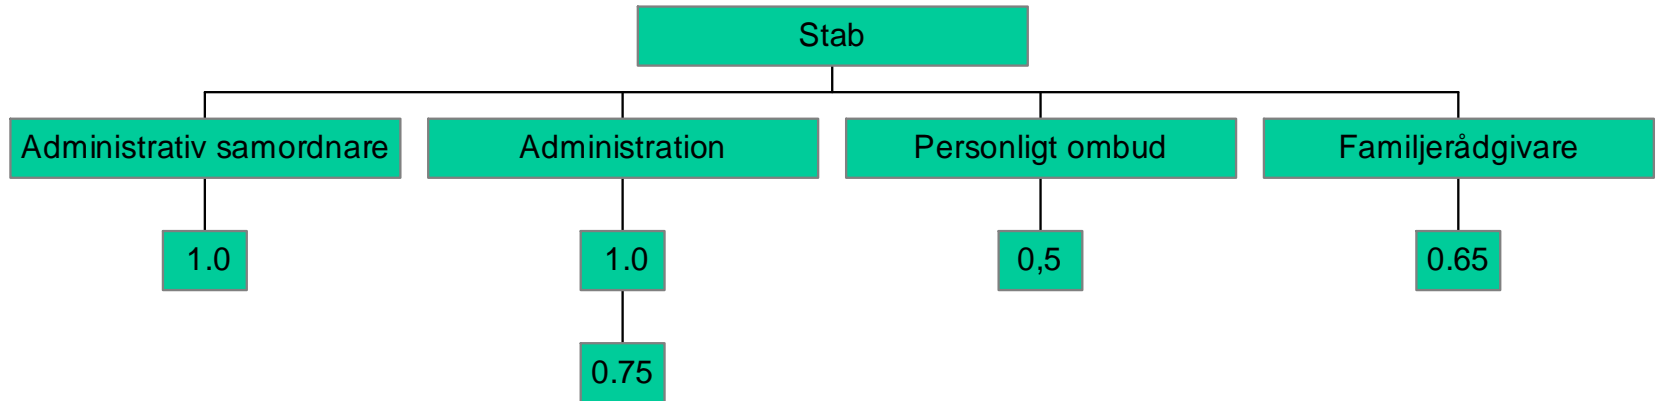 Stab
Administrativ samordnare
Administration
Personligt ombud
Familjerådgivare
1.0
1.0
0,5
0.65
0.75